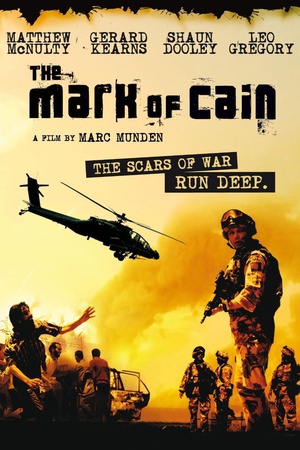 MATTHEW GERARD SHAUN LEO
McNULTY KEARNS DOOLEY GREGORY
THE
MARK OF CAIN
A FILM BY MARC MUNDEN
THE SCARS OF WAR
RUN DEEP.